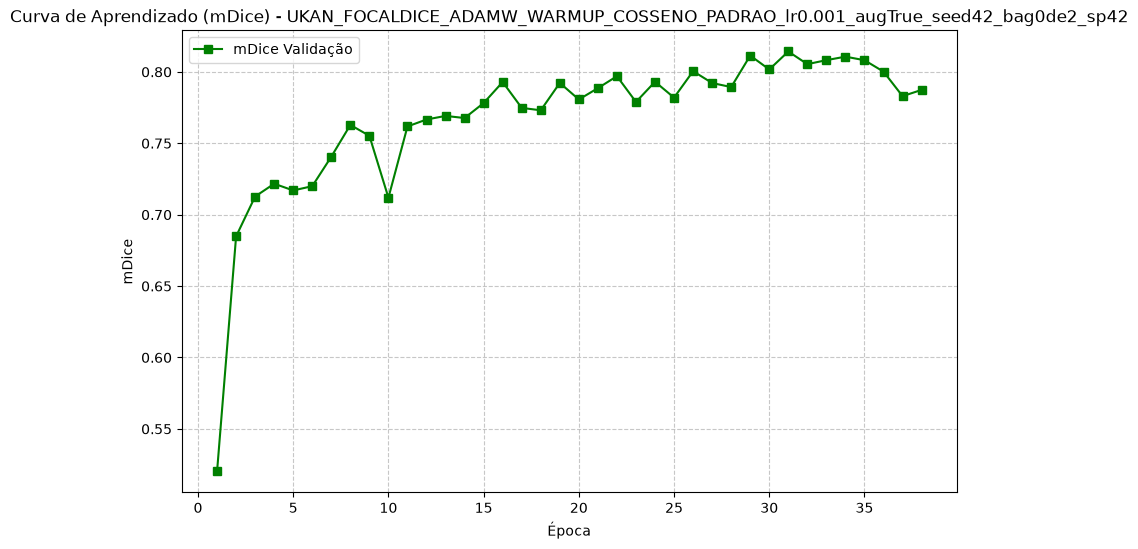 Curva de Aprendizado (mDice) - UKAN_FOCALDICE_ADAMW_WARMUP_COSSENO_PADRAO_lr0.001_augTrue_seed42_bag0de2_sp42
mDice Validação
0.80
0.75
0.70
0.65
0.60
0.55
mDice
0 5 10 15 20 25 30 35
Época